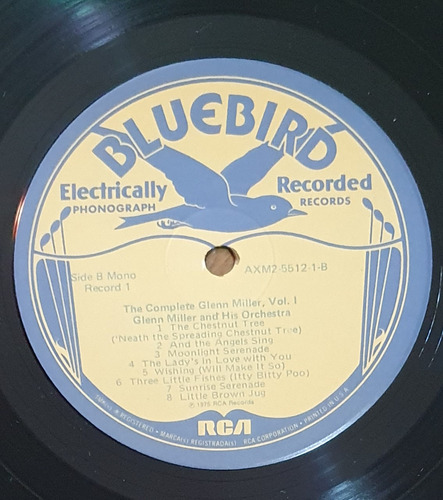 BLUEBIRD
Electrically Recorded
PHONOGRAPH RECORDS
AXM2-5512-1-B
Side B Mono
Record 1
The Complete Glenn Miller, Vol. I
Glenn Miller and His Orchestra
1 The Chestnut Tree
('Neath the Spreading Chestnut Tree)
2 And the Angels Sing
3 Moonlight Serenade
4 The Lady's in Love with You
5 Wishing (Will Make It So)
6 Three Little Fishes (Itty Bitty Poo)
7 Sunrise Serenade
8 Little Brown Jug
RCA Records
RCA
TMK(s) ® REGISTERED • MARCA(s) REGISTRADA(s) • RCA CORPORATION • PRINTED IN U.S.A.